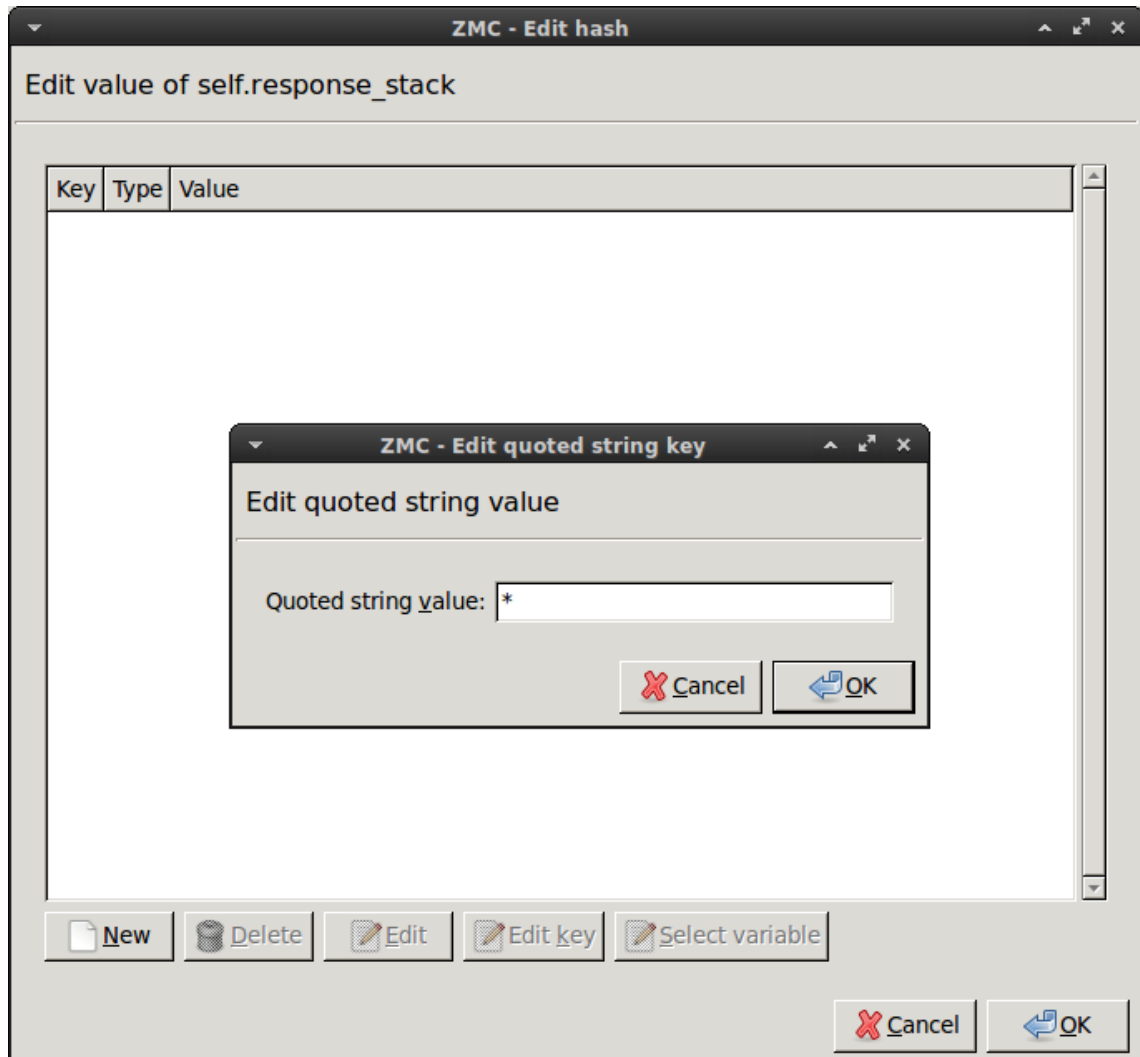 ZMC - Edit hash
Edit value of self.response_stack
Key Type Value
ZMC - Edit quoted string key
Edit quoted string value
Quoted string value: *
Cancel OK
New Delete Edit Edit key Select variable
Cancel OK